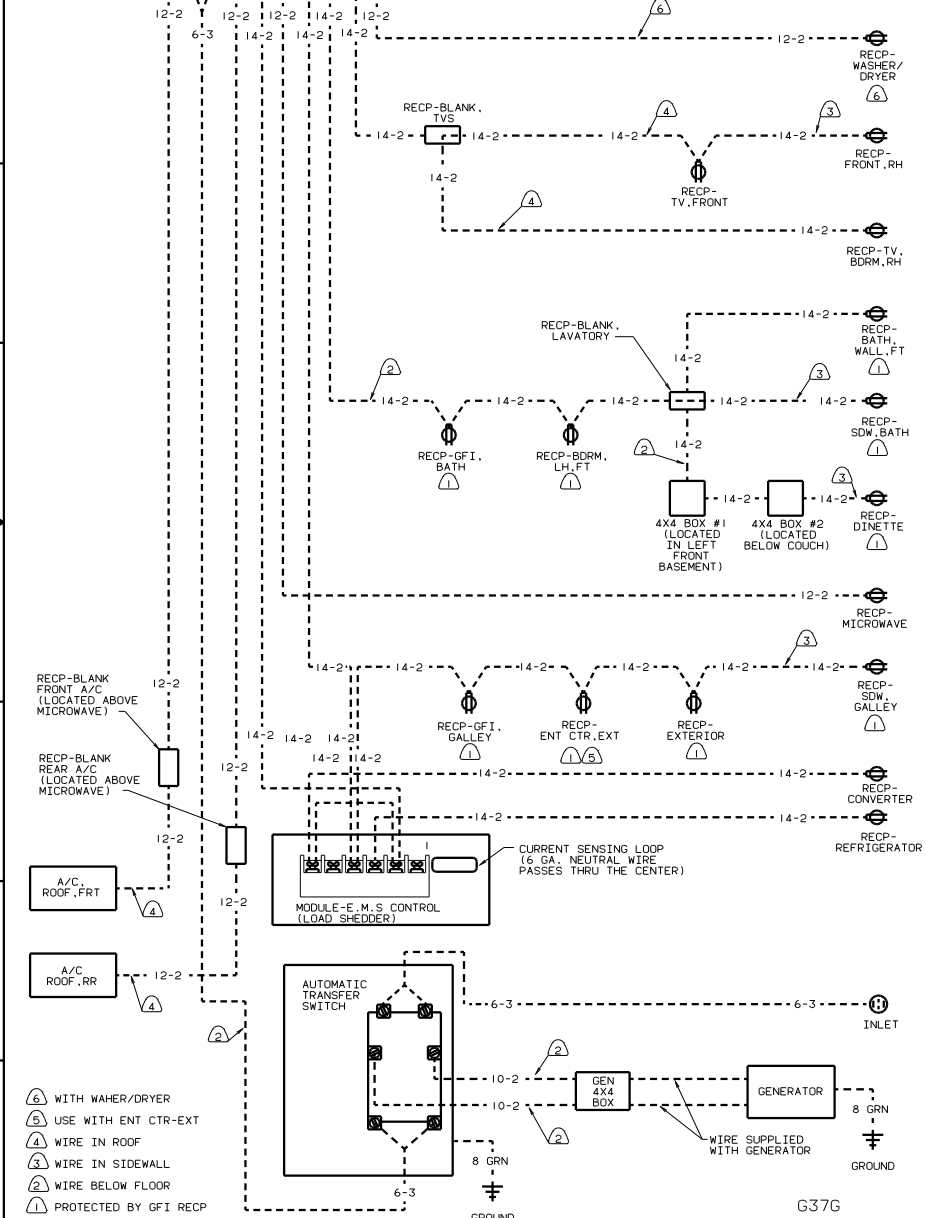 12-2
12-2
12-2
14-2
12-2
6-3
14-2
14-2
14-2
6
12-2
RECP-
WASHER/
DRYER
6
RECP-BLANK,
TVS
14-2
14-2
14-2
4
14-2
3
RECP-
FRONT,RH
RECP-
TV,FRONT
14-2
4
14-2
RECP-TV,
BDRM,RH
RECP-BLANK,
LAVATORY
14-2
14-2
RECP-
BATH,
WALL,FT
1
2
14-2
14-2
14-2
14-2
3
14-2
RECP-
SDW,BATH
1
RECP-GFI,
BATH
1
RECP-BDRM,
LH,FT
1
14-2
2
14-2
14-2
3
RECP-
DINETTE
1
4X4 BOX #1
(LOCATED
IN LEFT
FRONT
BASEMENT)
4X4 BOX #2
(LOCATED
BELOW COUCH)
12-2
RECP-
MICROWAVE
14-2
14-2
14-2
14-2
14-2
3
14-2
RECP-
SDW,
GALLEY
1
RECP-GFI,
GALLEY
1
RECP-
ENT CTR,EXT
1
5
RECP-
EXTERIOR
1
RECP-BLANK
FRONT A/C
(LOCATED ABOVE
MICROWAVE)
12-2
RECP-BLANK
REAR A/C
(LOCATED ABOVE
MICROWAVE)
12-2
14-2
14-2
14-2
14-2
14-2
14-2
14-2
RECP-
CONVERTER
14-2
14-2
RECP-
REFRIGERATOR
12-2
1
CURRENT SENSING LOOP
(6 GA. NEUTRAL WIRE
PASSES THRU THE CENTER)
MODULE-E.M.S CONTROL
(LOAD SHEDDER)
A/C,
ROOF,FRT
4
12-2
A/C
ROOF,RR
12-2
4
AUTOMATIC
TRANSFER
SWITCH
6-3
6-3
INLET
2
2
10-2
10-2
2
GEN
4X4
BOX
GENERATOR
8 GRN
GROUND
WIRE SUPPLIED
WITH GENERATOR
8 GRN
GROUND
6-3
6 WITH WAHER/DRYER
5 USE WITH ENT CTR-EXT
4 WIRE IN ROOF
3 WIRE IN SIDEWALL
2 WIRE BELOW FLOOR
1 PROTECTED BY GFI RECP
G37G